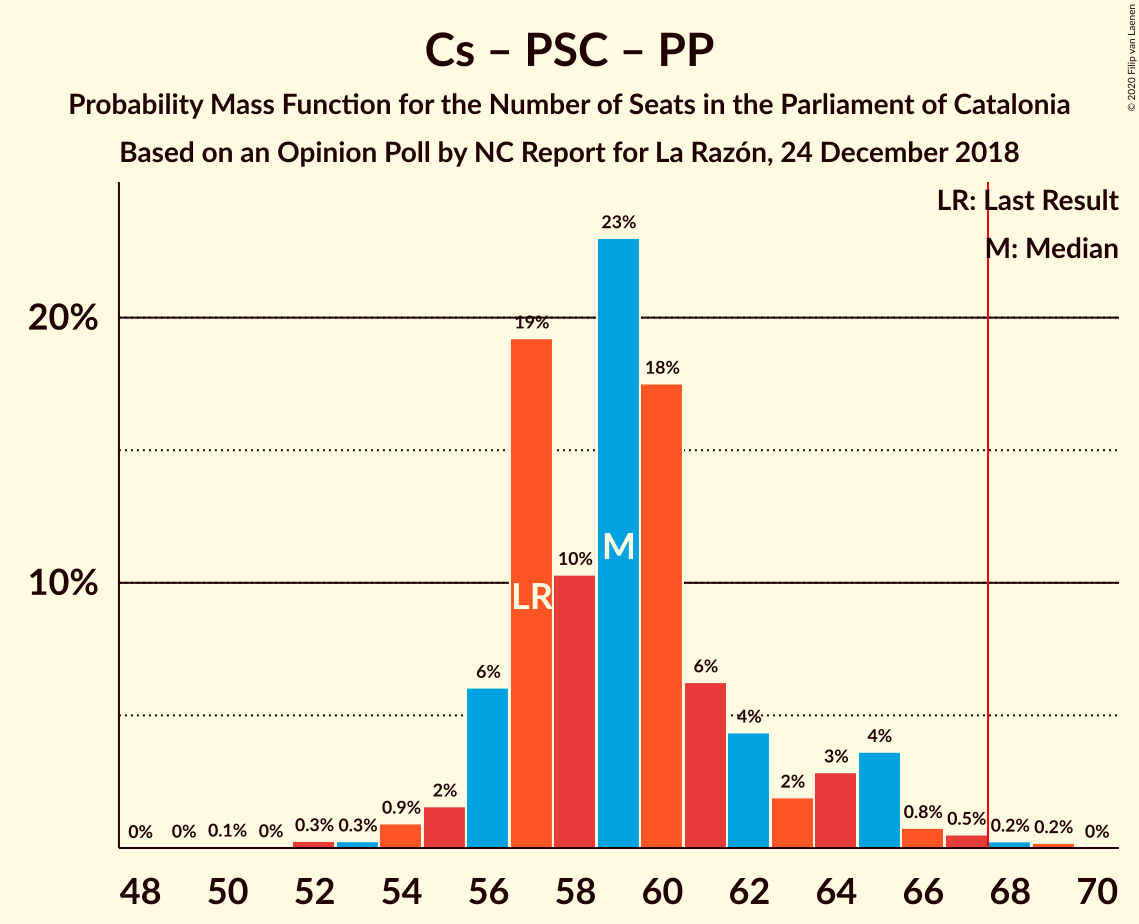 Cs – PSC – PP
Probability Mass Function for the Number of Seats in the Parliament of Catalonia
Based on an Opinion Poll by NC Report for La Razón, 24 December 2018
© 2020 Filip van Laenen
LR: Last Result
M: Median
20%
10%
0% 0% 0.1% 0% 0.3% 0.3% 0.9% 2% 6% 19% 10% 23% 18% 6% 4% 2% 3% 4% 0.8% 0.5% 0.2% 0.2% 0%
LR
M
48 50 52 54 56 58 60 62 64 66 68 70